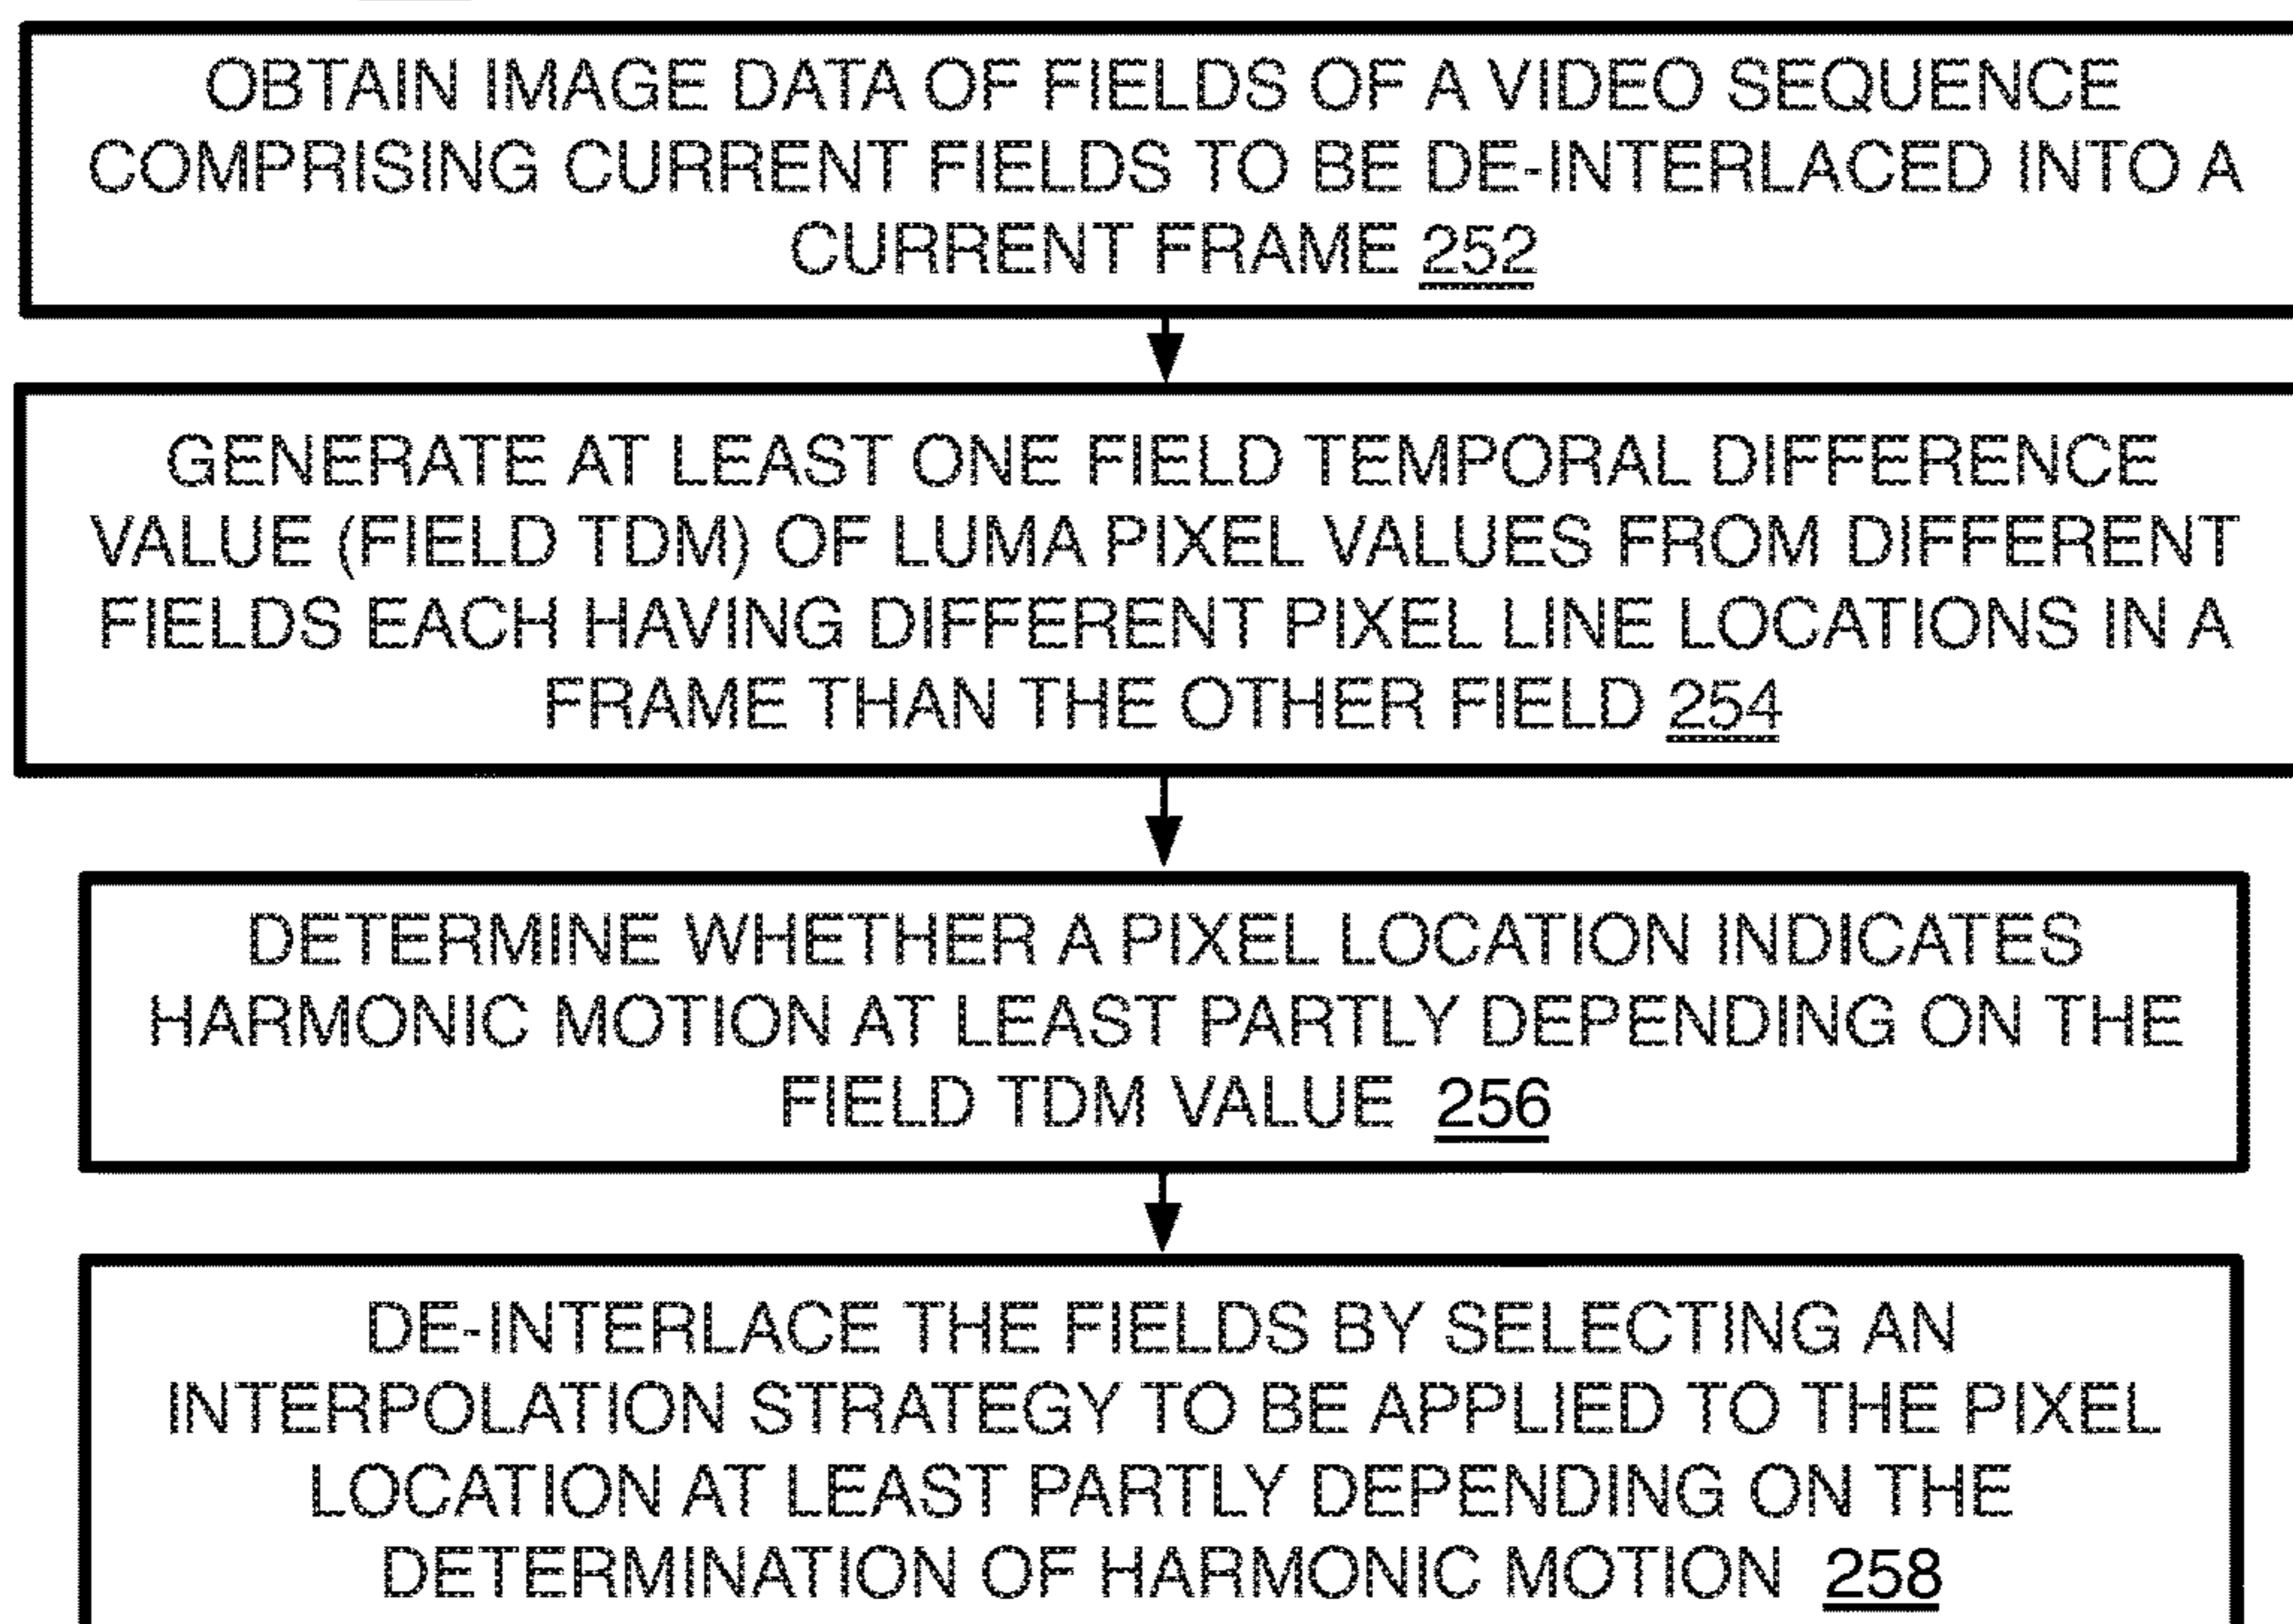 OBTAIN IMAGE DATA OF FIELDS OF A VIDEO SEQUENCE
COMPRISING CURRENT FIELDS TO BE DE-INTERLACED INTO A
CURRENT FRAME 252
GENERATE AT LEAST ONE FIELD TEMPORAL DIFFERENCE
VALUE (FIELD TDM) OF LUMA PIXEL VALUES FROM DIFFERENT
FIELDS EACH HAVING DIFFERENT PIXEL LINE LOCATIONS IN A
FRAME THAN THE OTHER FIELD 254
DETERMINE WHETHER A PIXEL LOCATION INDICATES
HARMONIC MOTION AT LEAST PARTLY DEPENDING ON THE
FIELD TDM VALUE 256
DE-INTERLACE THE FIELDS BY SELECTING AN
INTERPOLATION STRATEGY TO BE APPLIED TO THE PIXEL
LOCATION AT LEAST PARTLY DEPENDING ON THE
DETERMINATION OF HARMONIC MOTION 258